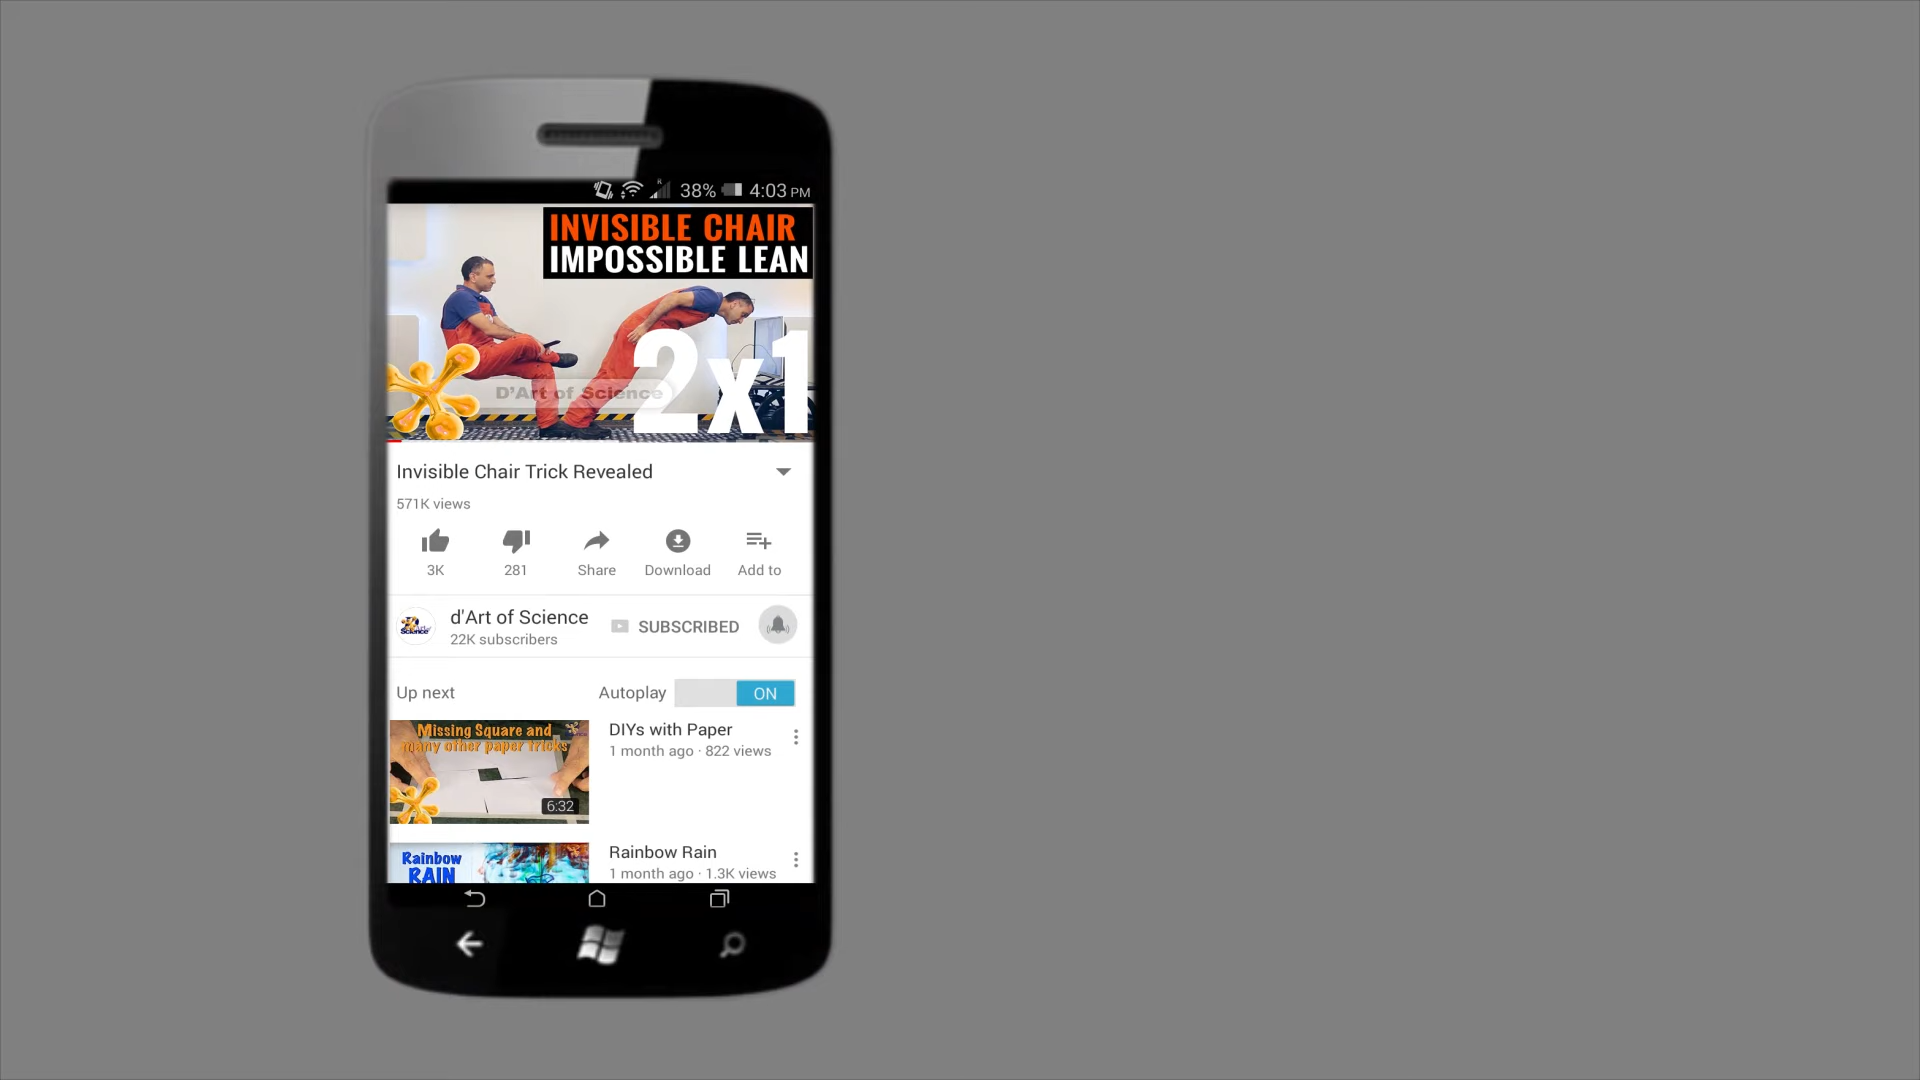 38% 4:03 PM
INVISIBLE CHAIR
IMPOSSIBLE LEAN
2x1
D'Art of Science
Invisible Chair Trick Revealed
571K views
3K 281 Share Download Add to
d'Art of Science
22K subscribers
SUBSCRIBED
Up next Autoplay ON
Missing Square and
many other paper tricks
6:32
DIYs with Paper
1 month ago · 822 views
Rainbow
RAIN
Rainbow Rain
1 month ago · 1.3K views